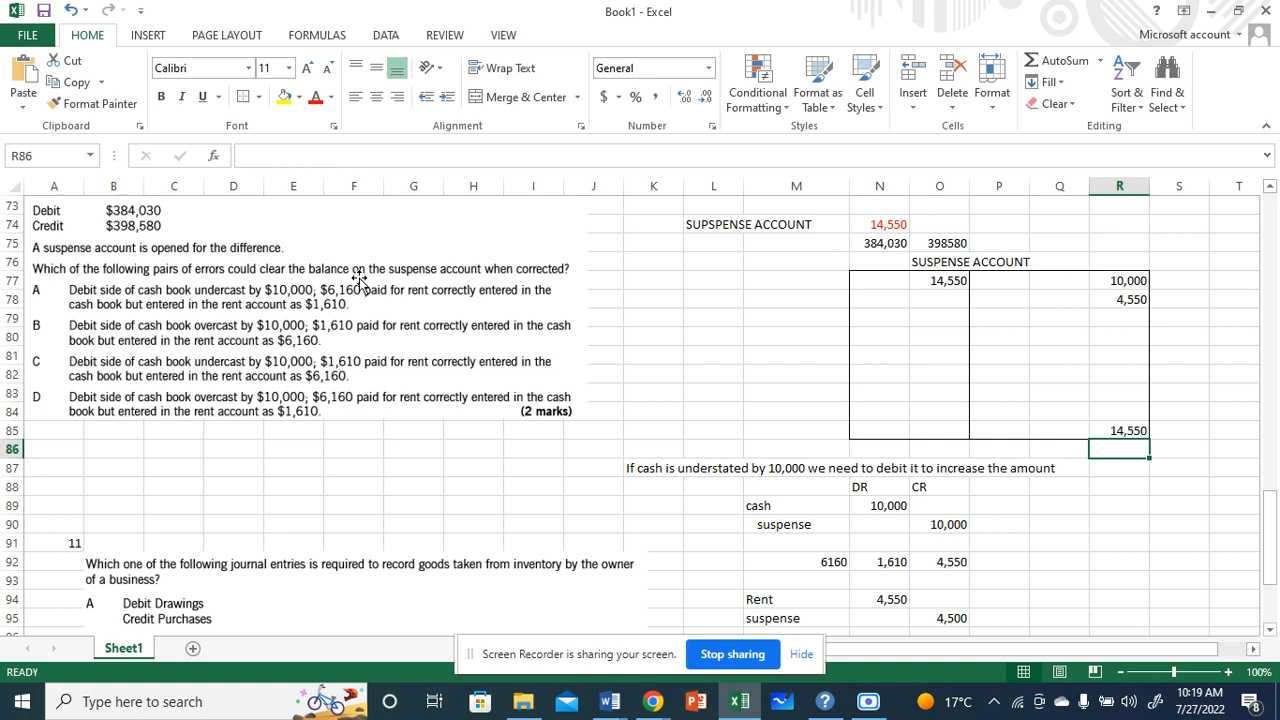 Book1 - Excel
FILE HOME INSERT PAGE LAYOUT FORMULAS DATA REVIEW VIEW Microsoft account
Paste
Cut
Copy
Format Painter
Calibri 11
B I U
Wrap Text
Merge & Center
General
$ % ,
Conditional Formatting
Format as Table
Cell Styles
Insert
Delete
Format
AutoSum
Fill
Clear
Sort & Filter
Find & Select
Clipboard Font Alignment Number Styles Cells Editing
R86
A B C D E F G H I J K L M N O P Q R S T
73 Debit $384,030
74 Credit $398,580 SUPSPENSE ACCOUNT 14,550
75 A suspense account is opened for the difference. 384,030 398580
76 Which of the following pairs of errors could clear the balance on the suspense account when corrected? SUSPENSE ACCOUNT
77 A Debit side of cash book undercast by $10,000; $6,160 paid for rent correctly entered in the 14,550 10,000
78 cash book but entered in the rent account as $1,610. 4,550
79 B Debit side of cash book overcast by $10,000; $1,610 paid for rent correctly entered in the cash
80 book but entered in the rent account as $6,160.
81 C Debit side of cash book undercast by $10,000; $1,610 paid for rent correctly entered in the
82 cash book but entered in the rent account as $6,160.
83 D Debit side of cash book overcast by $10,000; $6,160 paid for rent correctly entered in the cash
84 book but entered in the rent account as $1,610. (2 marks)
85 14,550
86
87 If cash is understated by 10,000 we need to debit it to increase the amount
88 DR CR
89 cash 10,000
90 suspense 10,000
91 11
92 Which one of the following journal entries is required to record goods taken from inventory by the owner 6160 1,610 4,550
93 of a business?
94 A Debit Drawings Rent 4,550
95 Credit Purchases suspense 4,500
Sheet1
Screen Recorder is sharing your screen. Stop sharing Hide
READY 100%
Type here to search
17°C
10:19 AM
7/27/2022
8